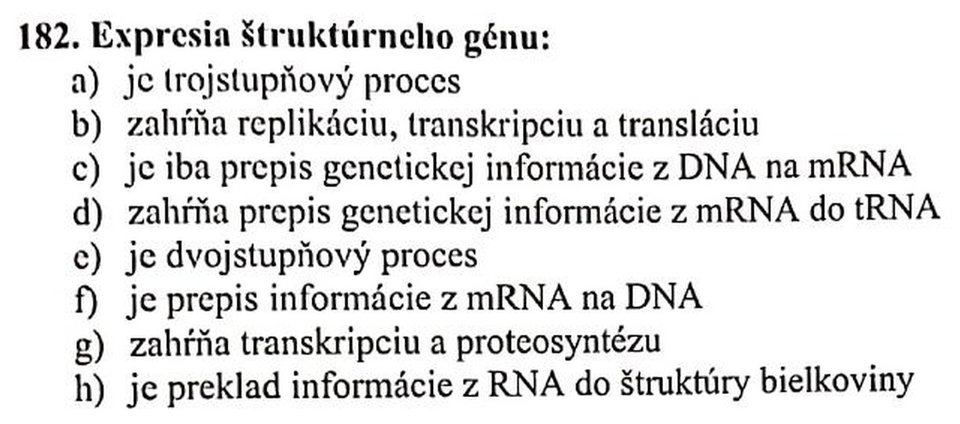 182. Expresia štruktúrneho génu:
a) je trojstupňový proces
b) zahŕňa replikáciu, transkripciu a transláciu
c) je iba prepis genetickej informácie z DNA na mRNA
d) zahŕňa prepis genetickej informácie z mRNA do tRNA
e) je dvojstupňový proces
f) je prepis informácie z mRNA na DNA
g) zahŕňa transkripciu a proteosyntézu
h) je preklad informácie z RNA do štruktúry bielkoviny